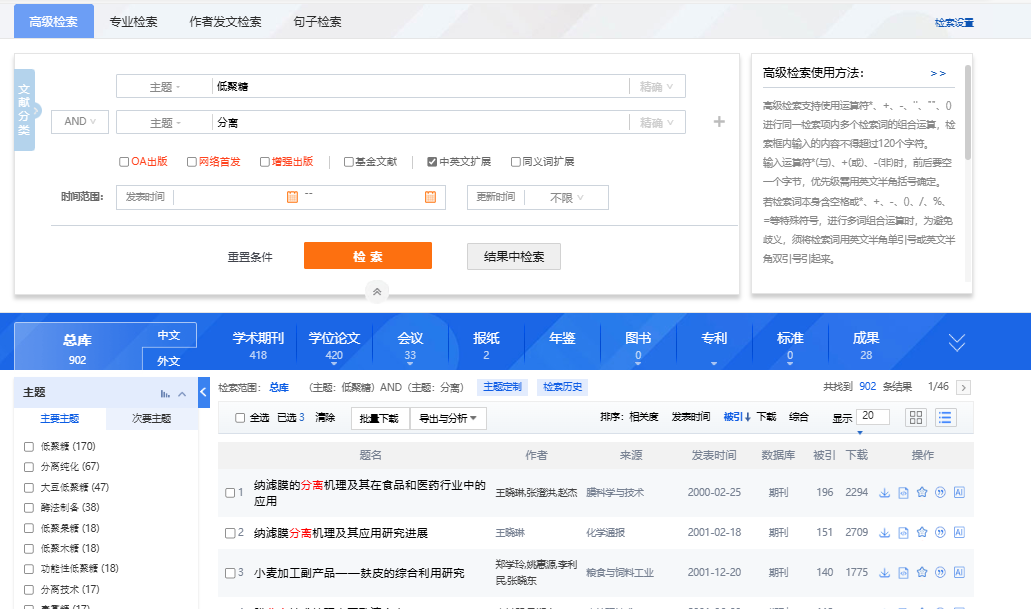 高级检索 专业检索 作者发文检索 句子检索 检索设置
文献分类
主题 低聚糖 精确
AND 主题 分离 精确 +
OA出版 网络首发 增强出版 基金文献 中英文扩展 同义词扩展
时间范围: 发表时间 -- 更新时间 不限
重置条件 检 索 结果中检索
高级检索使用方法: >>
高级检索支持使用运算符*、+、-、''、""、()
进行同一检索项内多个检索词的组合运算，检
索框内输入的内容不得超过120个字符。
输入运算符*(与)、+(或)、-(非)时，前后要空
一个字节，优先级需用英文半角括号确定。
若检索词本身含空格或*、+、-、()、/、%、
=等特殊符号，进行多词组合运算时，为避免
歧义，须将检索词用英文半角单引号或英文半
角双引号引起来。
总库 902 中文 外文
学术期刊 418 学位论文 420 会议 33 报纸 2 年鉴 图书 0 专利 标准 0 成果 28
主题
主要主题 次要主题
低聚糖 (170)
分离纯化 (67)
大豆低聚糖 (47)
酶法制备 (38)
低聚果糖 (18)
低聚木糖 (18)
功能性低聚糖 (18)
分离技术 (17)
检索范围: 总库 (主题: 低聚糖) AND (主题: 分离) 主题定制 检索历史 共找到 902 条结果 1/46 >
全选 已选 3 清除 批量下载 导出与分析 排序: 相关度 发表时间 被引↓ 下载 综合 显示 20
题名 作者 来源 发表时间 数据库 被引 下载 操作
1 纳滤膜的分离机理及其在食品和医药行业中的应用 王晓琳,张澄洪,赵杰 膜科学与技术 2000-02-25 期刊 196 2294 AI
2 纳滤膜分离机理及其应用研究进展 王晓琳 化学通报 2001-02-18 期刊 151 2709 AI
3 小麦加工副产品——麸皮的综合利用研究 郑学玲,姚惠源,李利民,张晓东 粮食与饲料工业 2001-12-20 期刊 140 1775 AI